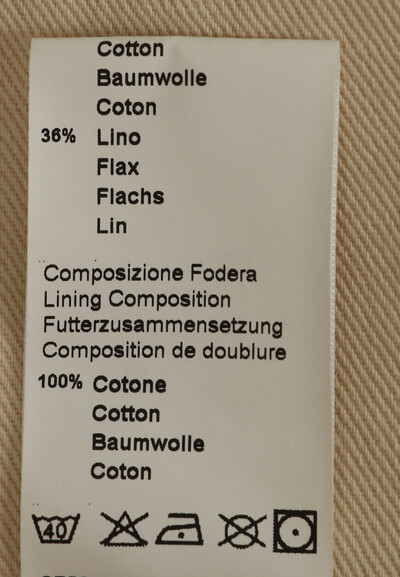 Cotton
Baumwolle
Coton
36% Lino
Flax
Flachs
Lin
Composizione Fodera
Lining Composition
Futterzusammensetzung
Composition de doublure
100% Cotone
Cotton
Baumwolle
Coton
40